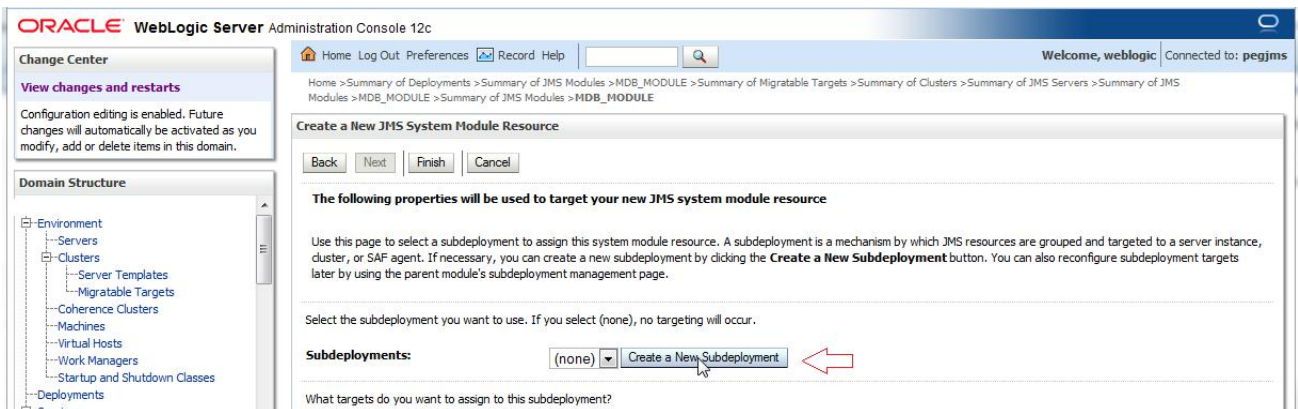 ORACLE WebLogic Server Administration Console 12c
Change Center
View changes and restarts
Configuration editing is enabled. Future
changes will automatically be activated as you
modify, add or delete items in this domain.
Domain Structure
Environment
Servers
Clusters
Server Templates
Migratable Targets
Coherence Clusters
Machines
Virtual Hosts
Work Managers
Startup and Shutdown Classes
Deployments
Home Log Out Preferences Record Help
Welcome, weblogic Connected to: pegjms
Home >Summary of Deployments >Summary of JMS Modules >MDB_MODULE >Summary of Migratable Targets >Summary of Clusters >Summary of JMS Servers >Summary of JMS
Modules >MDB_MODULE >Summary of JMS Modules >MDB_MODULE
Create a New JMS System Module Resource
Back Next Finish Cancel
The following properties will be used to target your new JMS system module resource
Use this page to select a subdeployment to assign this system module resource. A subdeployment is a mechanism by which JMS resources are grouped and targeted to a server instance,
cluster, or SAF agent. If necessary, you can create a new subdeployment by clicking the Create a New Subdeployment button. You can also reconfigure subdeployment targets
later by using the parent module's subdeployment management page.
Select the subdeployment you want to use. If you select (none), no targeting will occur.
Subdeployments: (none) Create a New Subdeployment
What targets do you want to assign to this subdeployment?